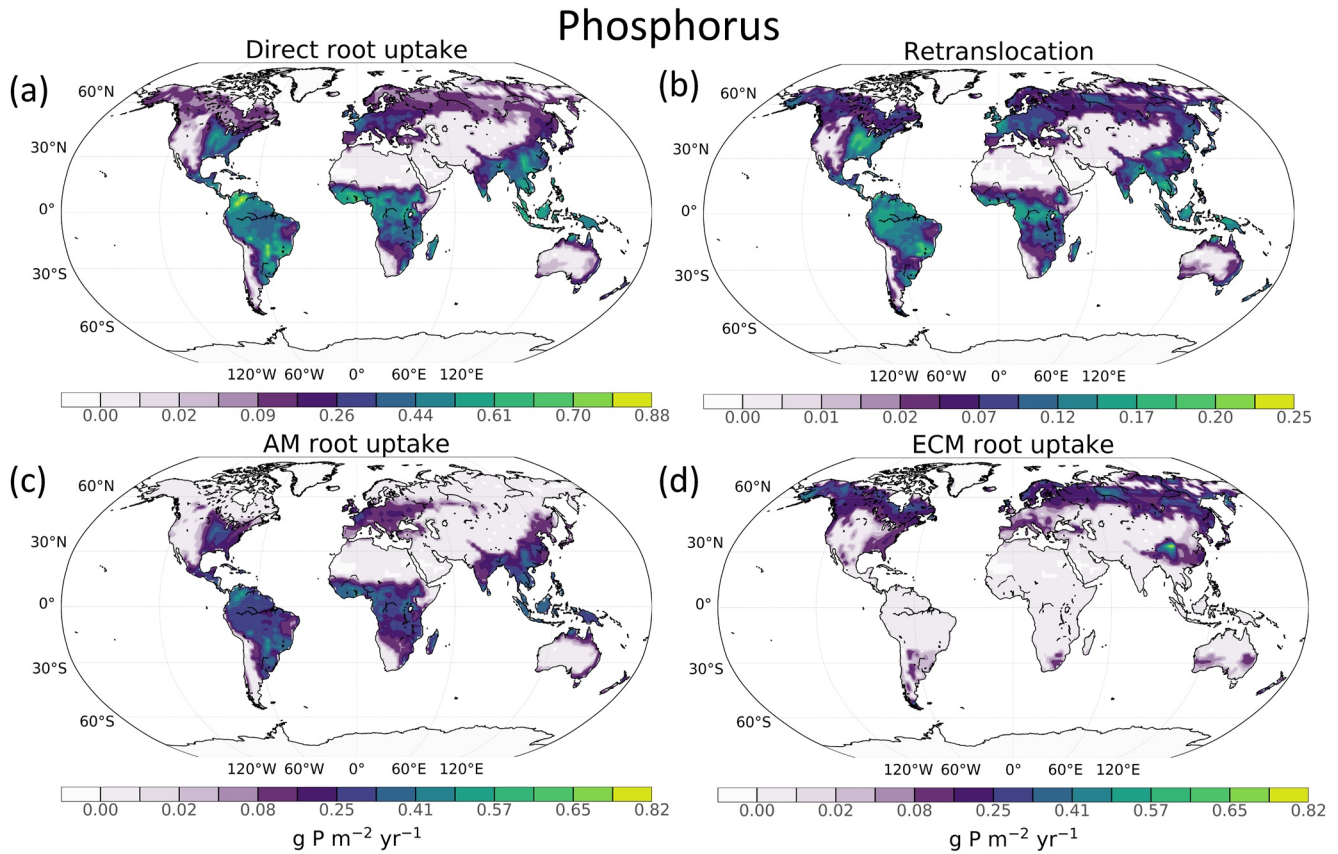 Phosphorus
Direct root uptake
(a)
60°N
30°N
0°
30°S
60°S
120°W 60°W 0° 60°E 120°E
0.00 0.02 0.09 0.26 0.44 0.61 0.70 0.88
Retranslocation
(b)
60°N
30°N
0°
30°S
60°S
120°W 60°W 0° 60°E 120°E
0.00 0.01 0.02 0.07 0.12 0.17 0.20 0.25
AM root uptake
(c)
60°N
30°N
0°
30°S
60°S
120°W 60°W 0° 60°E 120°E
0.00 0.02 0.08 0.25 0.41 0.57 0.65 0.82
g P m⁻² yr⁻¹
ECM root uptake
(d)
60°N
30°N
0°
30°S
60°S
120°W 60°W 0° 60°E 120°E
0.00 0.02 0.08 0.25 0.41 0.57 0.65 0.82
g P m⁻² yr⁻¹